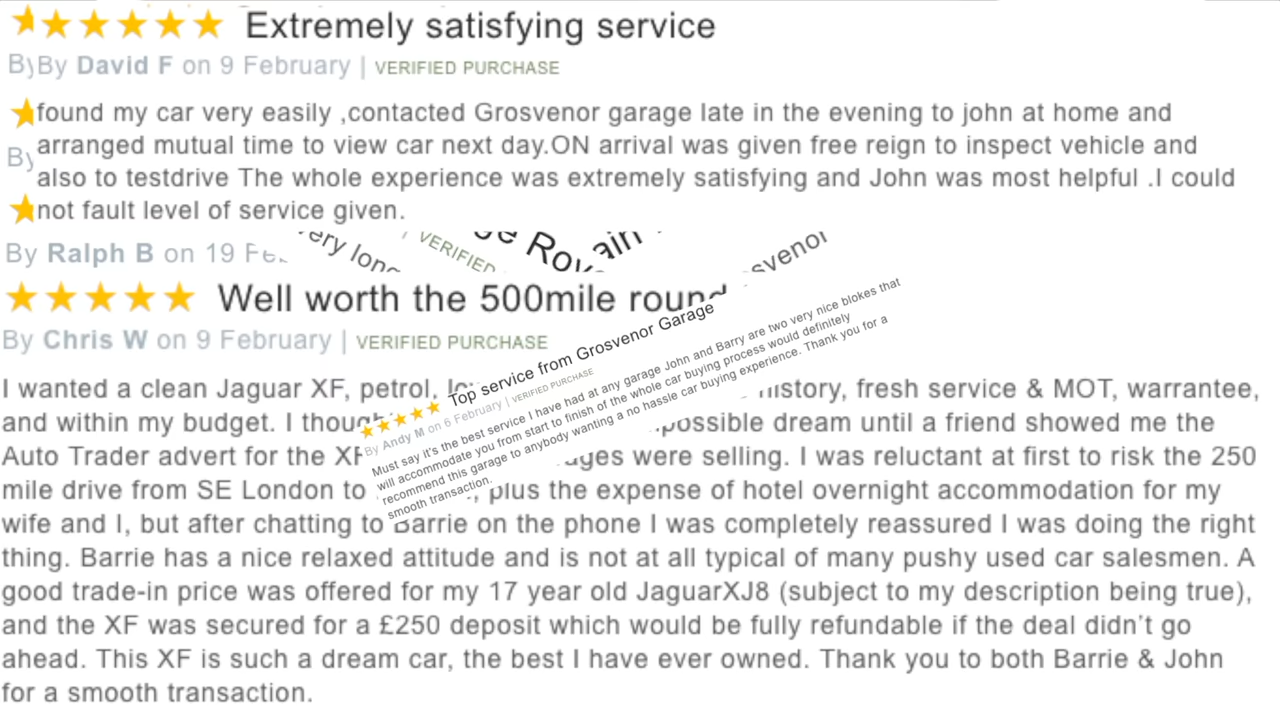 Extremely satisfying service
By By David F on 9 February | VERIFIED PURCHASE
found my car very easily ,contacted Grosvenor garage late in the evening to john at home and
By arranged mutual time to view car next day.ON arrival was given free reign to inspect vehicle and
also to testdrive The whole experience was extremely satisfying and John was most helpful .I could
not fault level of service given.
By Ralph B on 19
ery long
VERIFIED
Well worth the 500mile round
By Chris W on 9 February | VERIFIED PURCHASE
Top service from Grosvenor Garage
By Andy M on 6 February | VERIFIED PURCHASE
Must say it's the best service I have had at any garage John and Barry are two very nice blokes that
will accommodate you from start to finish of the whole car buying process would definitely
recommend this garage to anybody wanting a no hassle car buying experience. Thank you for a
smooth transaction.
I wanted a clean Jaguar XF, petrol, history, fresh service & MOT, warrantee,
and within my budget. I though possible dream until a friend showed me the
Auto Trader advert for the XF ages were selling. I was reluctant at first to risk the 250
mile drive from SE London to , plus the expense of hotel overnight accommodation for my
wife and I, but after chatting to Barrie on the phone I was completely reassured I was doing the right
thing. Barrie has a nice relaxed attitude and is not at all typical of many pushy used car salesmen. A
good trade-in price was offered for my 17 year old JaguarXJ8 (subject to my description being true),
and the XF was secured for a £250 deposit which would be fully refundable if the deal didn't go
ahead. This XF is such a dream car, the best I have ever owned. Thank you to both Barrie & John
for a smooth transaction.